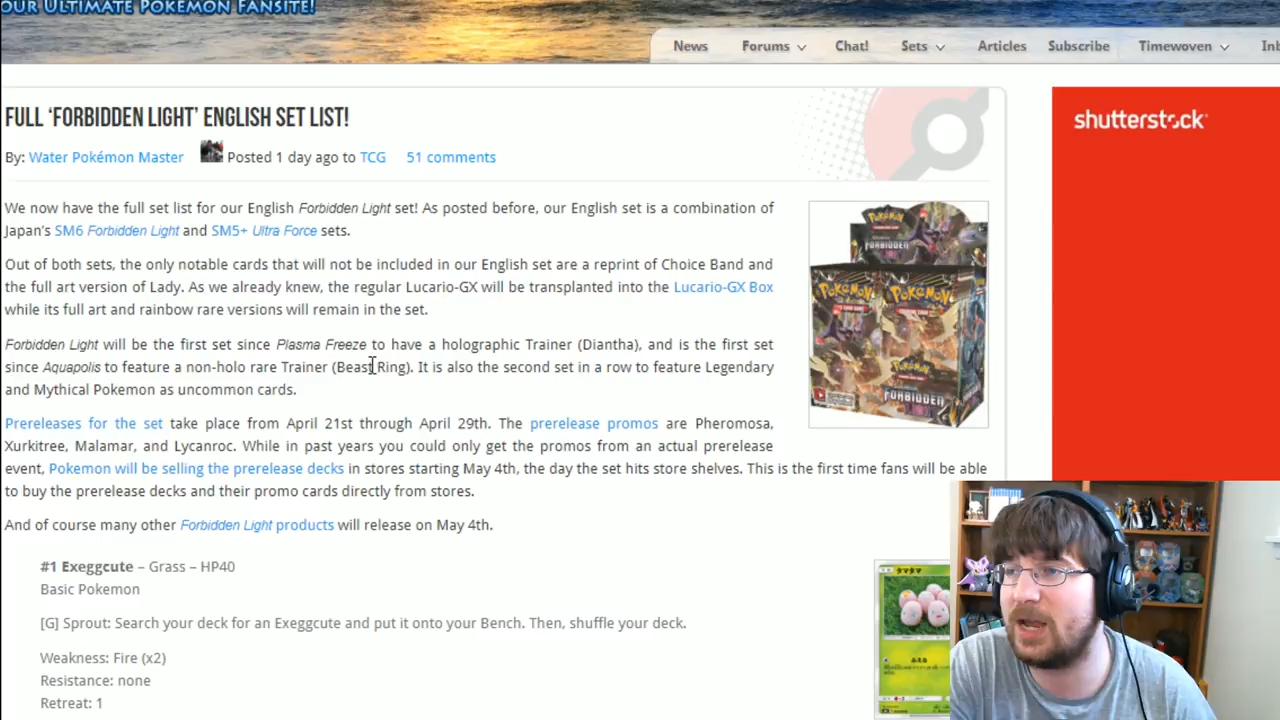 OUR ULTIMATE POKÉMON FANSITE!
News Forums Chat! Sets Articles Subscribe Timewoven
FULL ‘FORBIDDEN LIGHT’ ENGLISH SET LIST!
By: Water Pokémon Master Posted 1 day ago to TCG 51 comments
shutterstock
We now have the full set list for our English Forbidden Light set! As posted before, our English set is a combination of
Japan's SM6 Forbidden Light and SM5+ Ultra Force sets.
Out of both sets, the only notable cards that will not be included in our English set are a reprint of Choice Band and
the full art version of Lady. As we already knew, the regular Lucario-GX will be transplanted into the Lucario-GX Box
while its full art and rainbow rare versions will remain in the set.
Forbidden Light will be the first set since Plasma Freeze to have a holographic Trainer (Diantha), and is the first set
since Aquapolis to feature a non-holo rare Trainer (Beast Ring). It is also the second set in a row to feature Legendary
and Mythical Pokemon as uncommon cards.
Prereleases for the set take place from April 21st through April 29th. The prerelease promos are Pheromosa,
Xurkitree, Malamar, and Lycanroc. While in past years you could only get the promos from an actual prerelease
event, Pokemon will be selling the prerelease decks in stores starting May 4th, the day the set hits store shelves. This is the first time fans will be able
to buy the prerelease decks and their promo cards directly from stores.
And of course many other Forbidden Light products will release on May 4th.
Pokémon
FORBIDDEN LIGHT
Pokémon Pokémon
FORBIDDEN
#1 Exeggcute – Grass – HP40
Basic Pokemon
[G] Sprout: Search your deck for an Exeggcute and put it onto your Bench. Then, shuffle your deck.
Weakness: Fire (x2)
Resistance: none
Retreat: 1
タマタマ